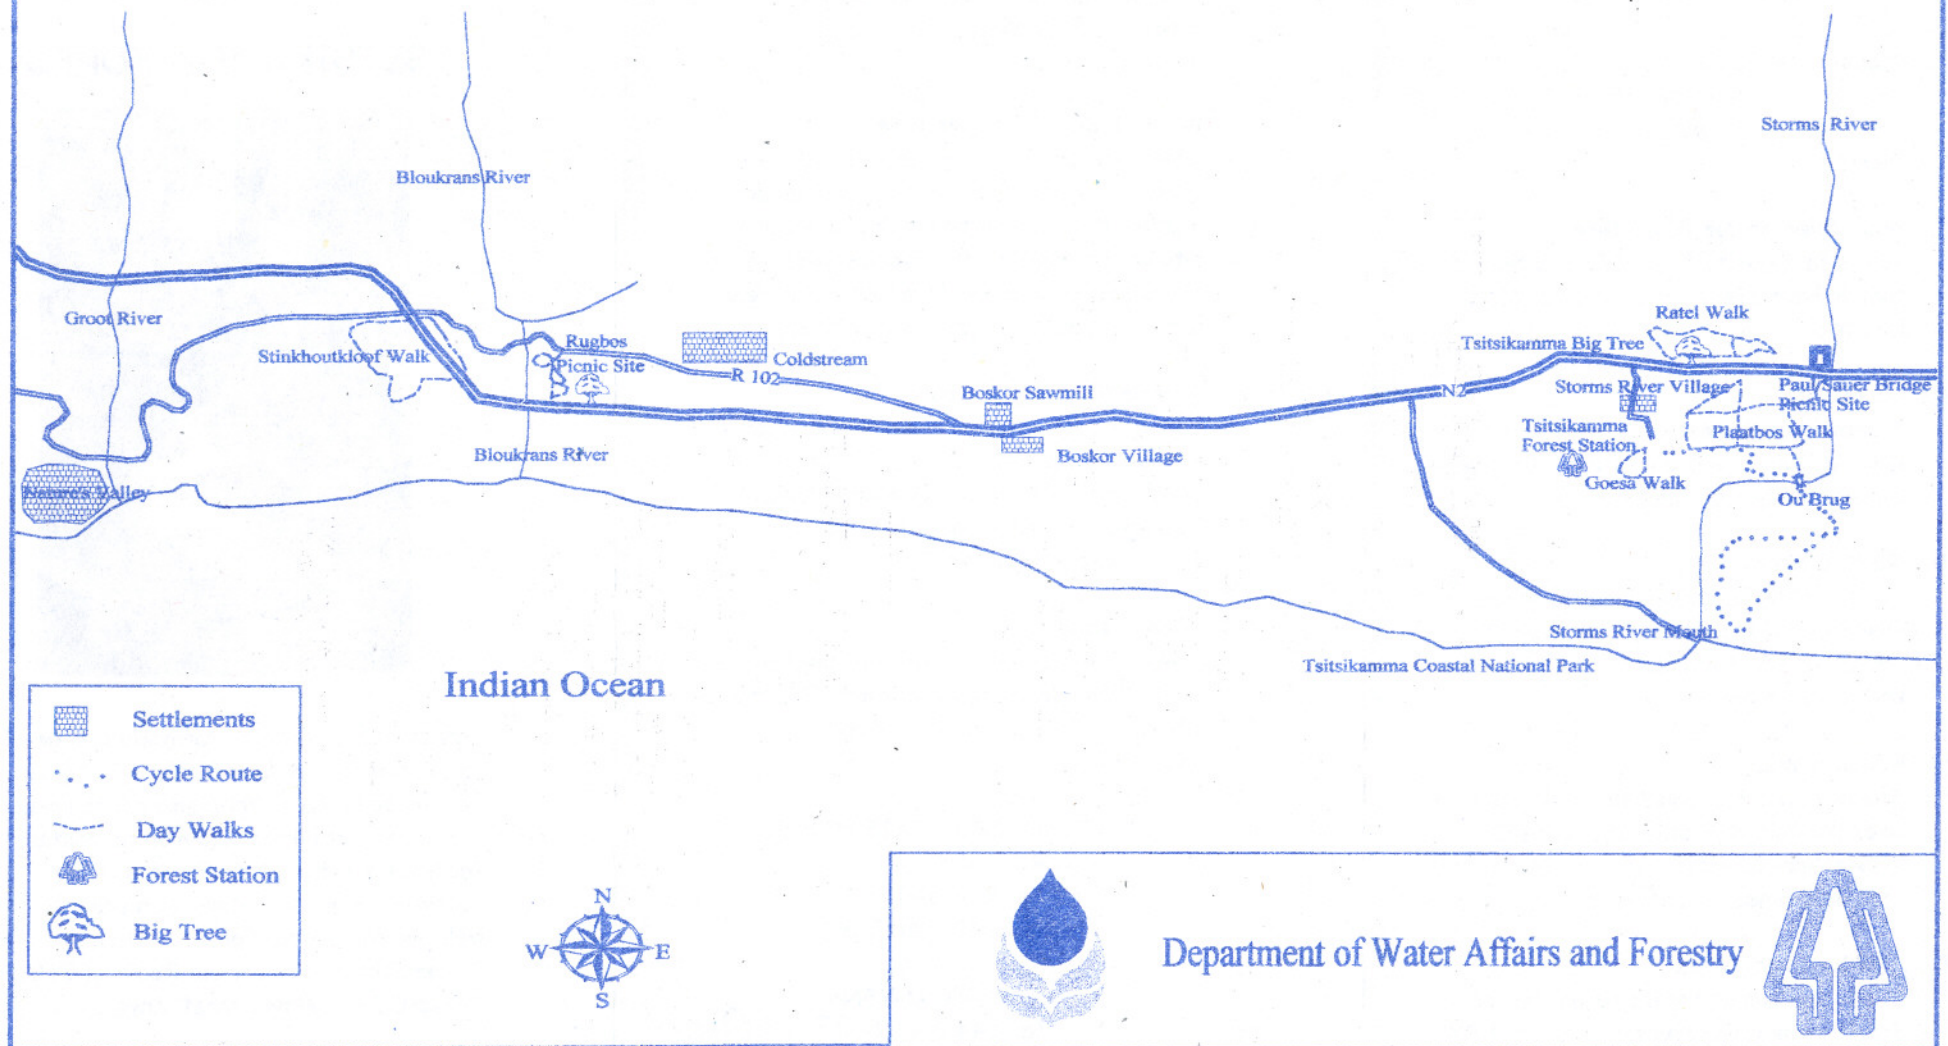 Storms River
Bloukrans River
Groot River
Stinkhoutkloof Walk
Rugbos
Picnic Site
Coldstream
R 102
Boskor Sawmill
Boskor Village
Bloukrans River
Nature's Valley
Ratel Walk
Tsitsikamma Big Tree
N2
Storms River Village
Paul Sauer Bridge
Picnic Site
Tsitsikamma
Forest Station
Plaatbos Walk
Goesa Walk
Ou Brug
Storms River Mouth
Tsitsikamma Coastal National Park
Indian Ocean
Settlements
Cycle Route
Day Walks
Forest Station
Big Tree
N
W E
S
Department of Water Affairs and Forestry